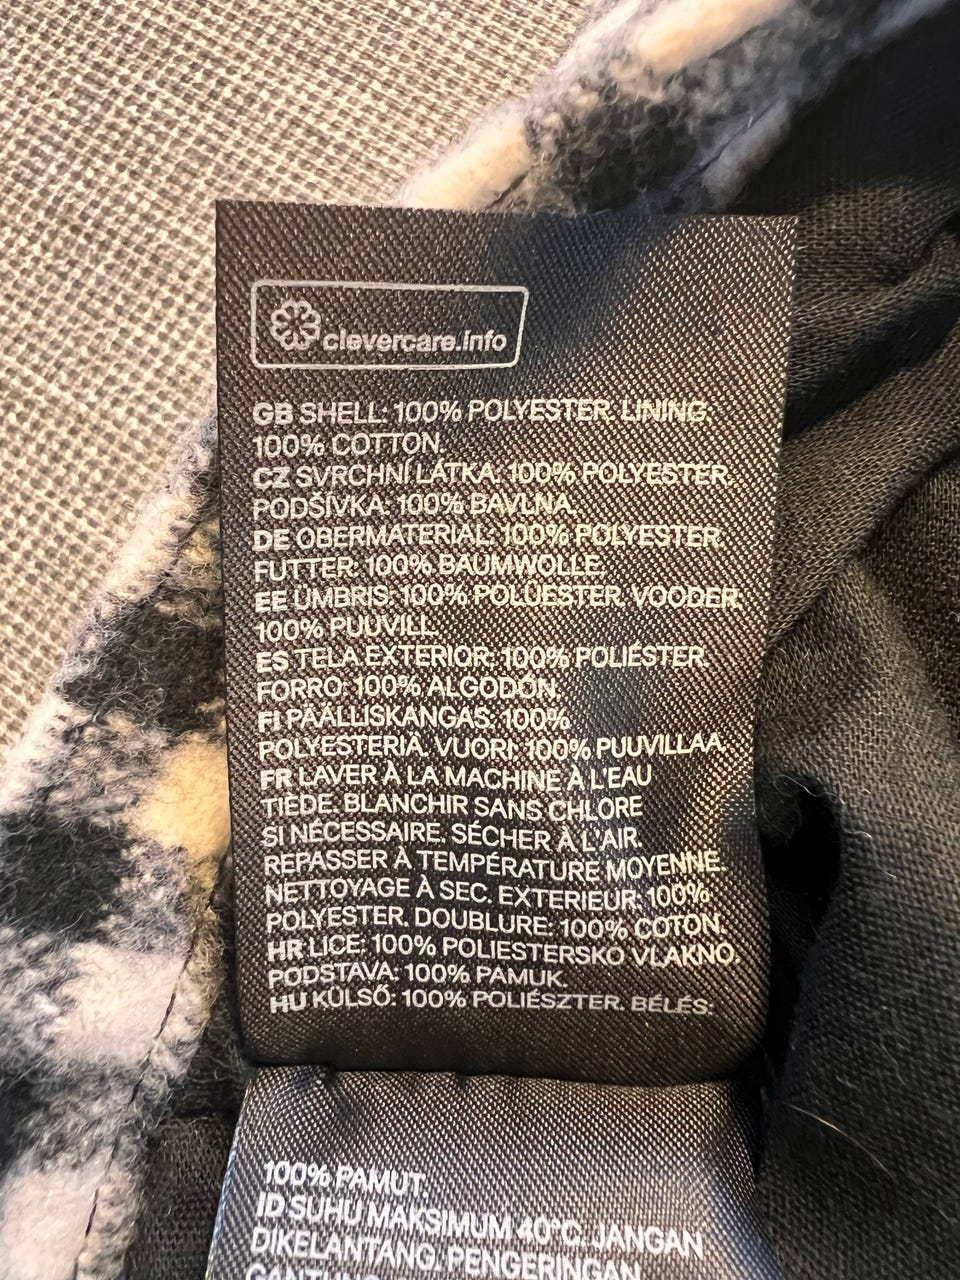 clevercare.info
GB SHELL: 100% POLYESTER. LINING:
100% COTTON.
CZ SVRCHNÍ LÁTKA: 100% POLYESTER.
PODŠÍVKA: 100% BAVLNA.
DE OBERMATERIAL: 100% POLYESTER.
FUTTER: 100% BAUMWOLLE.
EE ÜMBRIS: 100% POLÜESTER. VOODER:
100% PUUVILL.
ES TELA EXTERIOR: 100% POLIÉSTER.
FORRO: 100% ALGODÓN.
FI PÄÄLLISKANGAS: 100%
POLYESTERIA. VUORI: 100% PUUVILLAA.
FR LAVER À LA MACHINE À L'EAU
TIÈDE. BLANCHIR SANS CHLORE
SI NÉCESSAIRE. SÉCHER À L'AIR.
REPASSER À TEMPÉRATURE MOYENNE.
NETTOYAGE À SEC. EXTERIEUR: 100%
POLYESTER. DOUBLURE: 100% COTON.
HR LICE: 100% POLIESTERSKO VLAKNO.
PODSTAVA: 100% PAMUK.
HU KÜLSŐ: 100% POLIÉSZTER. BÉLÉS:
100% PAMUT.
ID SUHU MAKSIMUM 40°C. JANGAN
DIKELANTANG. PENGERINGAN